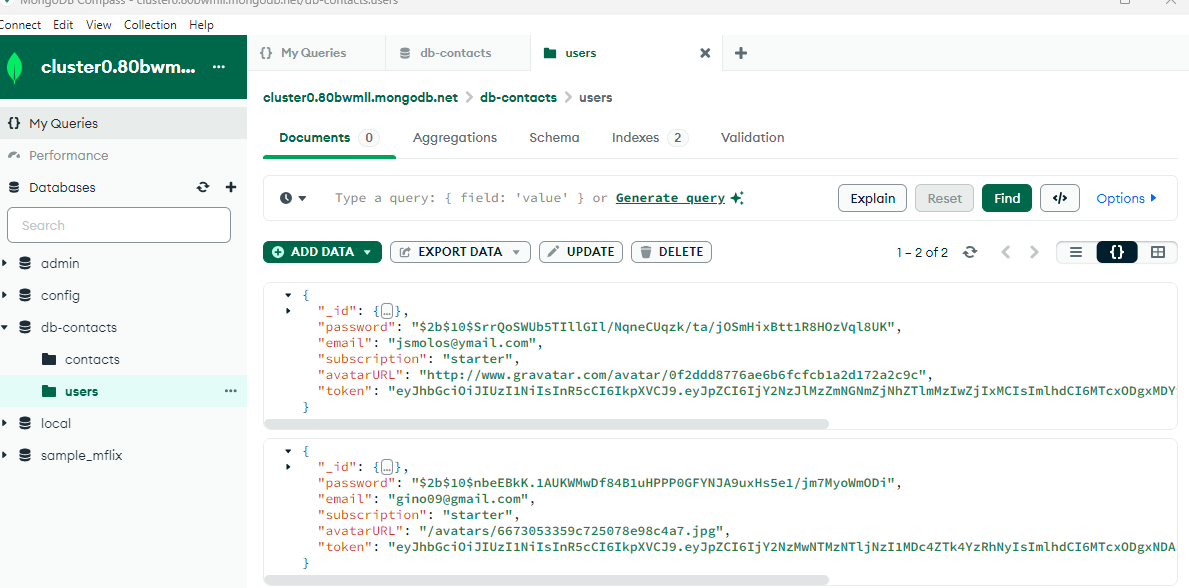 MongoDB Compass - cluster0.80bwmll.mongodb.net/db-contacts.users
Connect Edit View Collection Help
cluster0.80bwm... ...
{} My Queries
db-contacts
users
cluster0.80bwmll.mongodb.net > db-contacts > users
{} My Queries
Performance
Databases
Search
admin
config
db-contacts
contacts
users ...
local
sample_mflix
Documents 0 Aggregations Schema Indexes 2 Validation
Type a query: { field: 'value' } or Generate query
Explain Reset Find </> Options
ADD DATA EXPORT DATA UPDATE DELETE
1 – 2 of 2 {}
{
"_id": {…},
"password": "$2b$10$SrrQoSWUb5TIllGIl/NqneCUqzk/ta/jOSmHixBtt1R8HOzVql8UK",
"email": "jsmolos@ymail.com",
"subscription": "starter",
"avatarURL": "http://www.gravatar.com/avatar/0f2ddd8776ae6b6fcfcb1a2d172a2c9c",
"token": "eyJhbGciOiJIUzI1NiIsInR5cCI6IkpXVCJ9.eyJpZCI6IjY2NzJlMzZmNGNmZjNhZTlmMzIwZjIxMCIsImlhdCI6MTcxODgxMDY
}
{
"_id": {…},
"password": "$2b$10$nbeEBkK.1AUKWMwDf84B1uHPPP0GFYNJA9uxHs5e1/jm7MyoWmODi",
"email": "gino09@gmail.com",
"subscription": "starter",
"avatarURL": "/avatars/6673053359c725078e98c4a7.jpg",
"token": "eyJhbGciOiJIUzI1NiIsInR5cCI6IkpXVCJ9.eyJpZCI6IjY2NzMwNTMzNTljNzI1MDc4ZTk4YzRhNyIsImlhdCI6MTcxODgxNDA
}